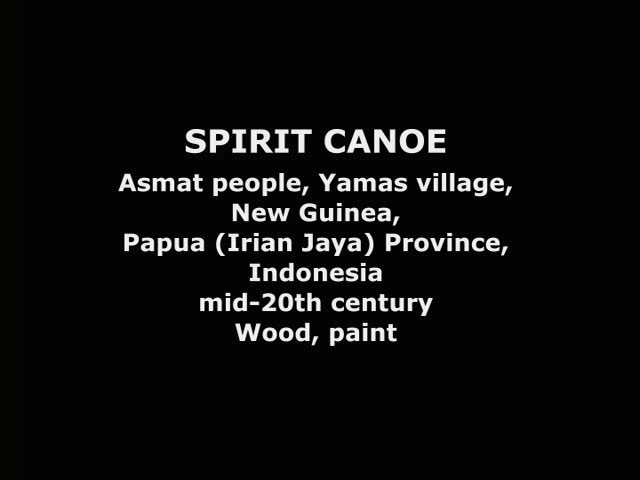 SPIRIT CANOE
Asmat people, Yamas village,
New Guinea,
Papua (Irian Jaya) Province,
Indonesia
mid-20th century
Wood, paint